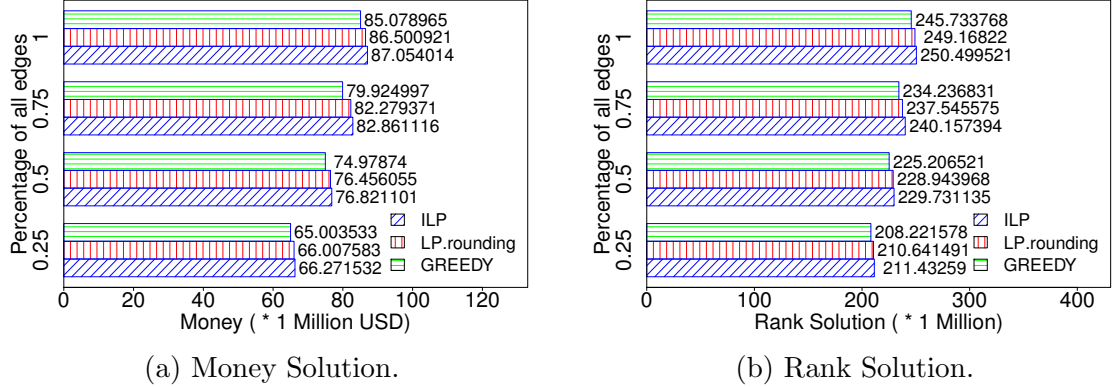 Percentage of all edges
1
85.078965
86.500921
87.054014
0.75
79.924997
82.279371
82.861116
0.5
74.97874
76.456055
76.821101
0.25
65.003533
66.007583
66.271532
ILP
LP.rounding
GREEDY
0 20 40 60 80 100 120
Money ( * 1 Million USD)
(a) Money Solution.
Percentage of all edges
1
245.733768
249.16822
250.499521
0.75
234.236831
237.545575
240.157394
0.5
225.206521
228.943968
229.731135
0.25
208.221578
210.641491
211.43259
ILP
LP.rounding
GREEDY
0 100 200 300 400
Rank Solution ( * 1 Million)
(b) Rank Solution.